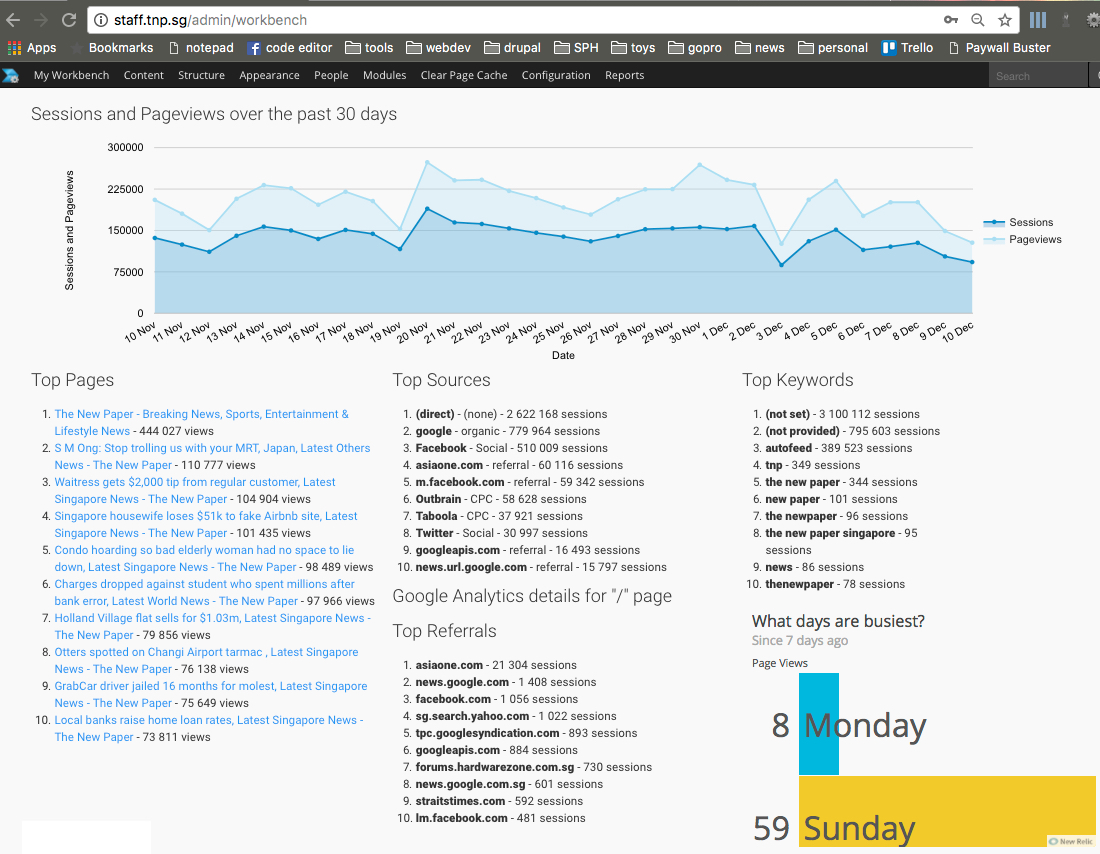 staff.tnp.sg/admin/workbench
Apps Bookmarks notepad code editor tools webdev drupal SPH toys gopro news personal Trello Paywall Buster
My Workbench Content Structure Appearance People Modules Clear Page Cache Configuration Reports Search
Sessions and Pageviews over the past 30 days
300000
225000
150000
75000
0
Sessions and Pageviews
10 Nov 11 Nov 12 Nov 13 Nov 14 Nov 15 Nov 16 Nov 17 Nov 18 Nov 19 Nov 20 Nov 21 Nov 22 Nov 23 Nov 24 Nov 25 Nov 26 Nov 27 Nov 28 Nov 29 Nov 30 Nov 1 Dec 2 Dec 3 Dec 4 Dec 5 Dec 6 Dec 7 Dec 8 Dec 9 Dec 10 Dec
Date
Sessions
Pageviews
Top Pages
1. The New Paper - Breaking News, Sports, Entertainment &
Lifestyle News - 444 027 views
2. S M Ong: Stop trolling us with your MRT, Japan, Latest Others
News - The New Paper - 110 777 views
3. Waitress gets $2,000 tip from regular customer, Latest
Singapore News - The New Paper - 104 904 views
4. Singapore housewife loses $51k to fake Airbnb site, Latest
Singapore News - The New Paper - 101 435 views
5. Condo hoarding so bad elderly woman had no space to lie
down, Latest Singapore News - The New Paper - 98 489 views
6. Charges dropped against student who spent millions after
bank error, Latest World News - The New Paper - 97 966 views
7. Holland Village flat sells for $1.03m, Latest Singapore News -
The New Paper - 79 856 views
8. Otters spotted on Changi Airport tarmac , Latest Singapore
News - The New Paper - 76 138 views
9. GrabCar driver jailed 16 months for molest, Latest Singapore
News - The New Paper - 75 649 views
10. Local banks raise home loan rates, Latest Singapore News -
The New Paper - 73 811 views
Top Sources
1. (direct) - (none) - 2 622 168 sessions
2. google - organic - 779 964 sessions
3. Facebook - Social - 510 009 sessions
4. asiaone.com - referral - 60 116 sessions
5. m.facebook.com - referral - 59 342 sessions
6. Outbrain - CPC - 58 628 sessions
7. Taboola - CPC - 37 921 sessions
8. Twitter - Social - 30 997 sessions
9. googleapis.com - referral - 16 493 sessions
10. news.url.google.com - referral - 15 797 sessions
Google Analytics details for "/" page
Top Referrals
1. asiaone.com - 21 304 sessions
2. news.google.com - 1 408 sessions
3. facebook.com - 1 056 sessions
4. sg.search.yahoo.com - 1 022 sessions
5. tpc.googlesyndication.com - 893 sessions
6. googleapis.com - 884 sessions
7. forums.hardwarezone.com.sg - 730 sessions
8. news.google.com.sg - 601 sessions
9. straitstimes.com - 592 sessions
10. lm.facebook.com - 481 sessions
Top Keywords
1. (not set) - 3 100 112 sessions
2. (not provided) - 795 603 sessions
3. autofeed - 389 523 sessions
4. tnp - 349 sessions
5. the new paper - 344 sessions
6. new paper - 101 sessions
7. the newpaper - 96 sessions
8. the new paper singapore - 95
sessions
9. news - 86 sessions
10. thenewpaper - 78 sessions
What days are busiest?
Since 7 days ago
Page Views
8 Monday
59 Sunday
New Relic